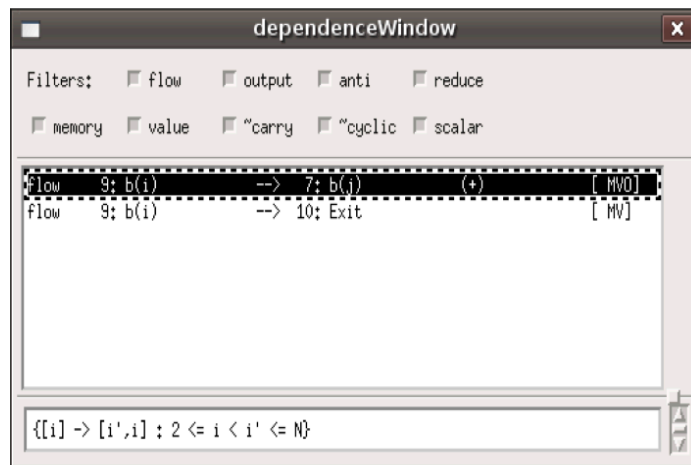 dependenceWindow
Filters: flow output anti reduce
memory value ~carry ~cyclic scalar
flow 9: b(i) --> 7: b(j) (+) [ MVO]
flow 9: b(i) --> 10: Exit [ MV]
{[i] -> [i',i] : 2 <= i < i' <= N}